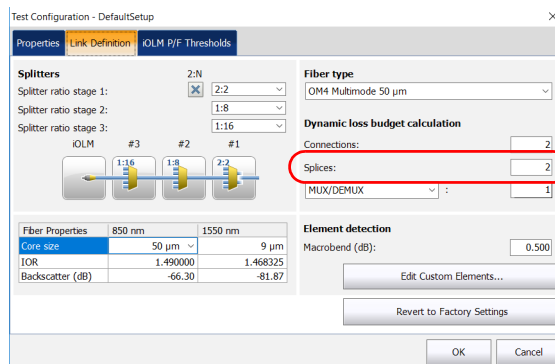 Test Configuration - DefaultSetup
Properties Link Definition iOLM P/F Thresholds
Splitters 2:N
Splitter ratio stage 1: 2:2
Splitter ratio stage 2: 1:8
Splitter ratio stage 3: 1:16
iOLM #3 #2 #1
1:16 1:8 2:2
Fiber Properties 850 nm 1550 nm
Core size 50 µm 9 µm
IOR 1.490000 1.468325
Backscatter (dB) -66.30 -81.87
Fiber type
OM4 Multimode 50 µm
Dynamic loss budget calculation
Connections: 2
Splices: 2
MUX/DEMUX : 1
Element detection
Macrobend (dB): 0.500
Edit Custom Elements...
Revert to Factory Settings
OK Cancel